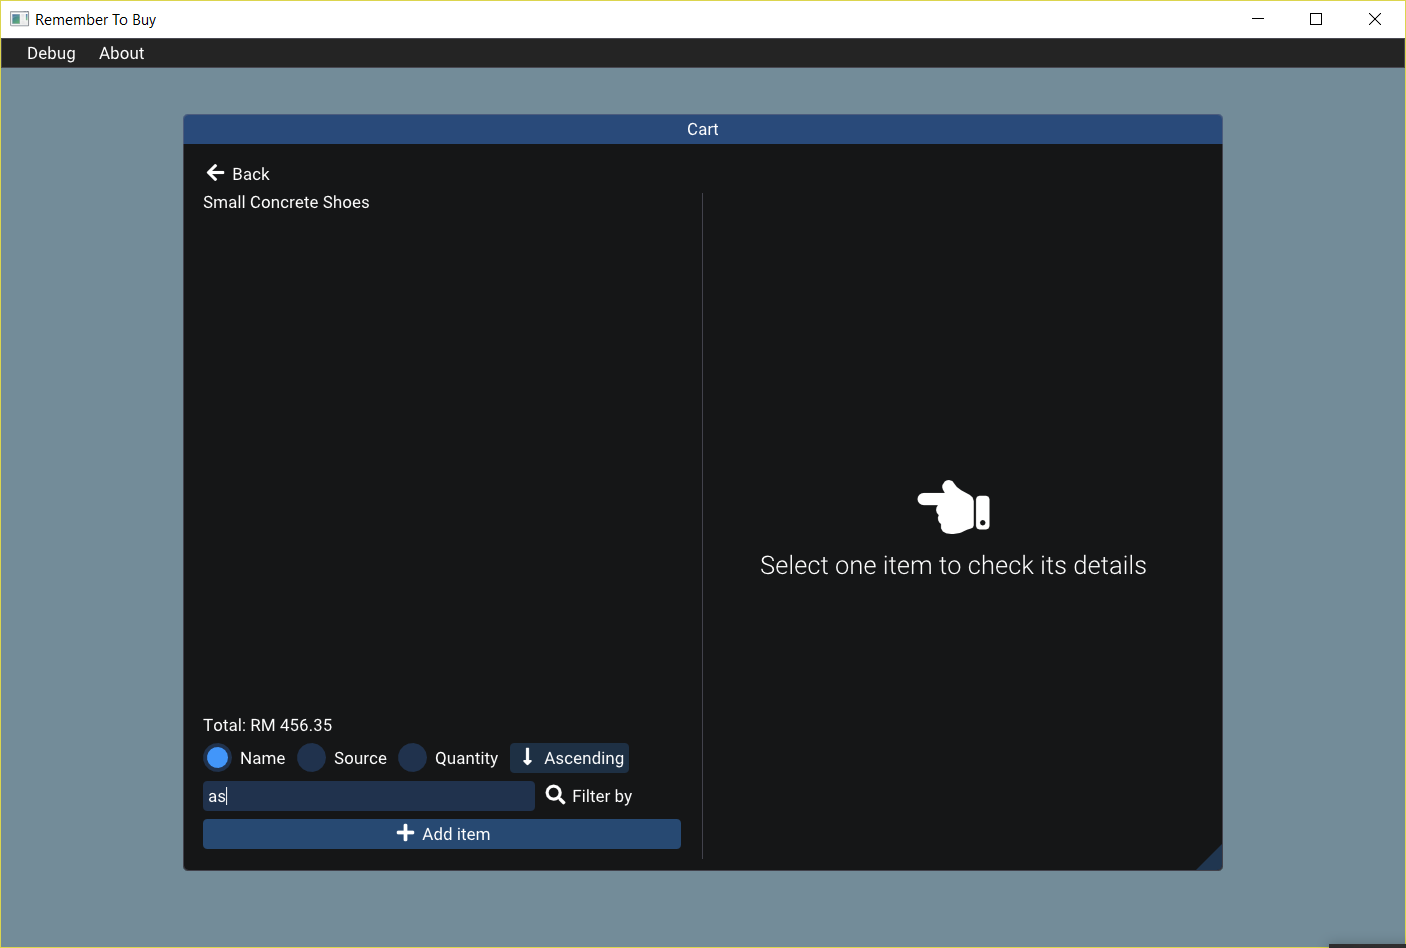 Remember To Buy
Debug About
Cart
Back
Small Concrete Shoes
Select one item to check its details
Total: RM 456.35
Name Source Quantity Ascending
as
Filter by
Add item